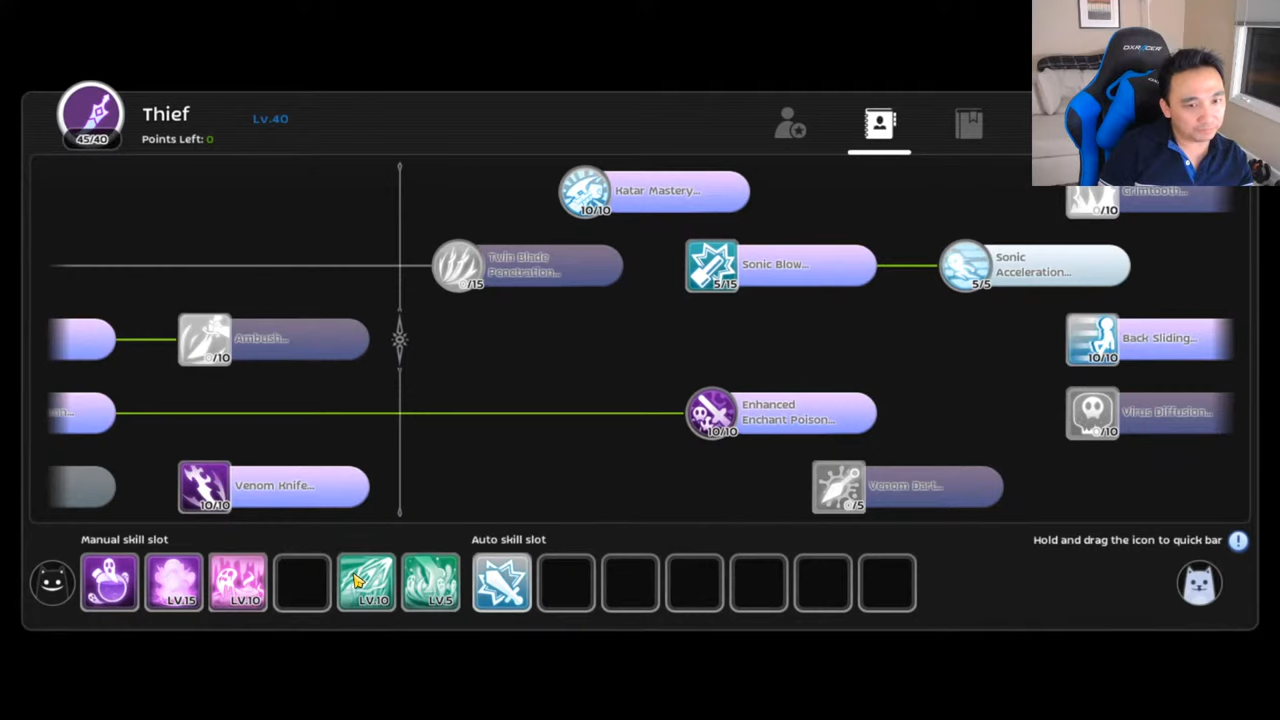 DXRACER
Thief
Lv.40
45/40
Points Left: 0
Katar Mastery...
10/10
Grimtooth...
0/10
Twin Blade
Penetration...
0/15
Sonic Blow...
5/15
Sonic
Acceleration...
5/5
Ambush...
0/10
Back Sliding...
10/10
on...
Enhanced
Enchant Poison...
10/10
Virus Diffusion...
0/10
Venom Knife...
10/10
Venom Dart...
0/5
Manual skill slot
Auto skill slot
Hold and drag the icon to quick bar
LV.15
LV.10
LV.10
LV.5